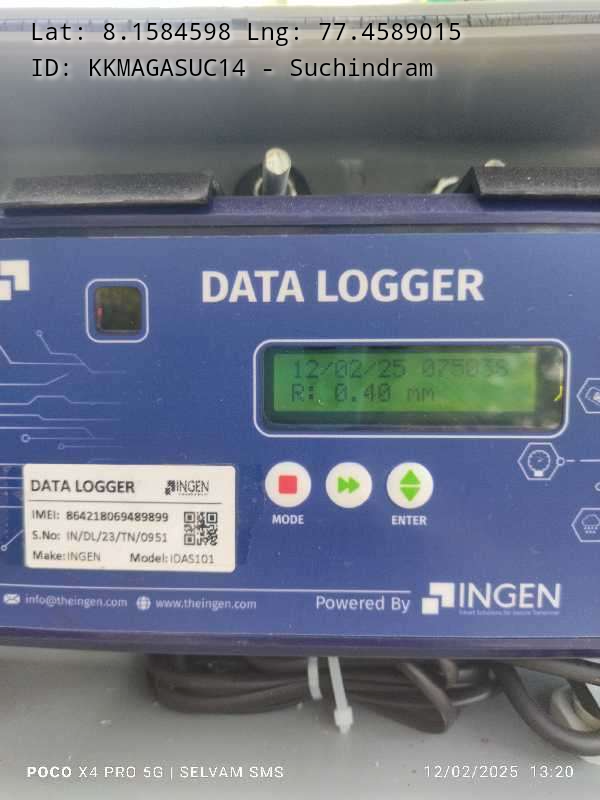 Lat: 8.1584598 Lng: 77.4589015
ID: KKMAGASUC14 - Suchindram
DATA LOGGER
12/02/25 075038
R: 0.40 mm
DATA LOGGER INGEN
IMEI: 864218069489899
S.No: IN/DL/23/TN/0951
Make: INGEN Model: IDAS101
MODE ENTER
info@theingen.com www.theingen.com
Powered By INGEN
POCO X4 PRO 5G | SELVAM SMS
12/02/2025 13:20